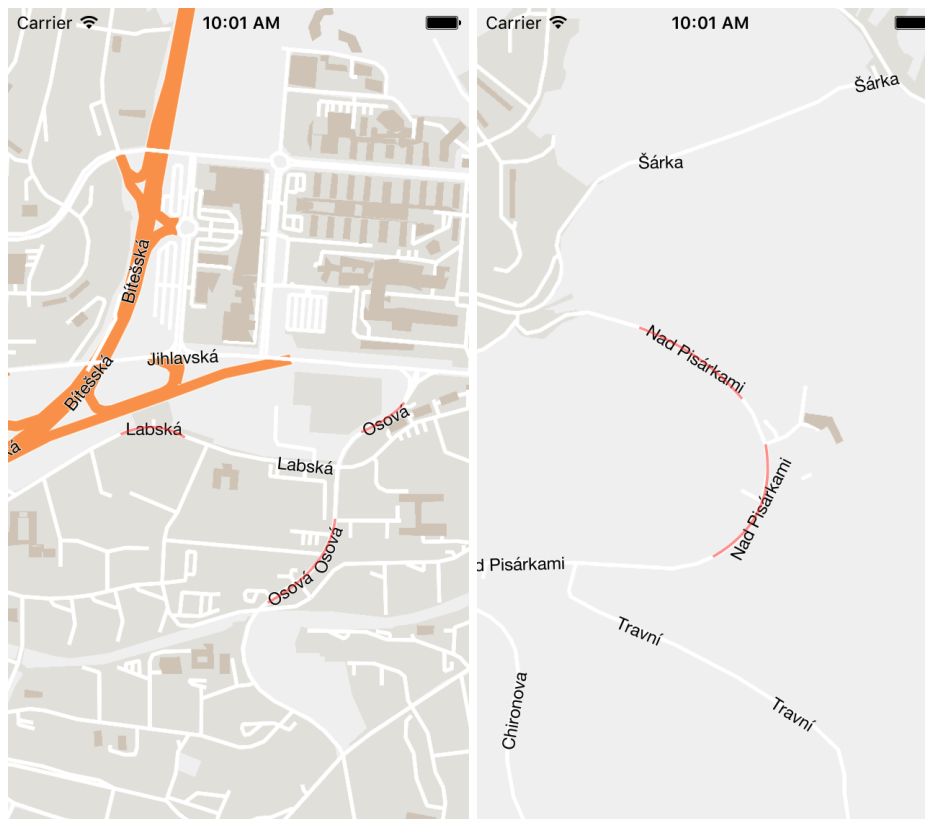 Carrier 10:01 AM
Bítešská
Bítešská
ká
Jihlavská
Labská
Osová
Labská
Osová
Osová
Carrier 10:01 AM
Šárka
Šárka
Nad Pisárkami
Nad Pisárkami
d Pisárkami
Travní
Travní
Chironova